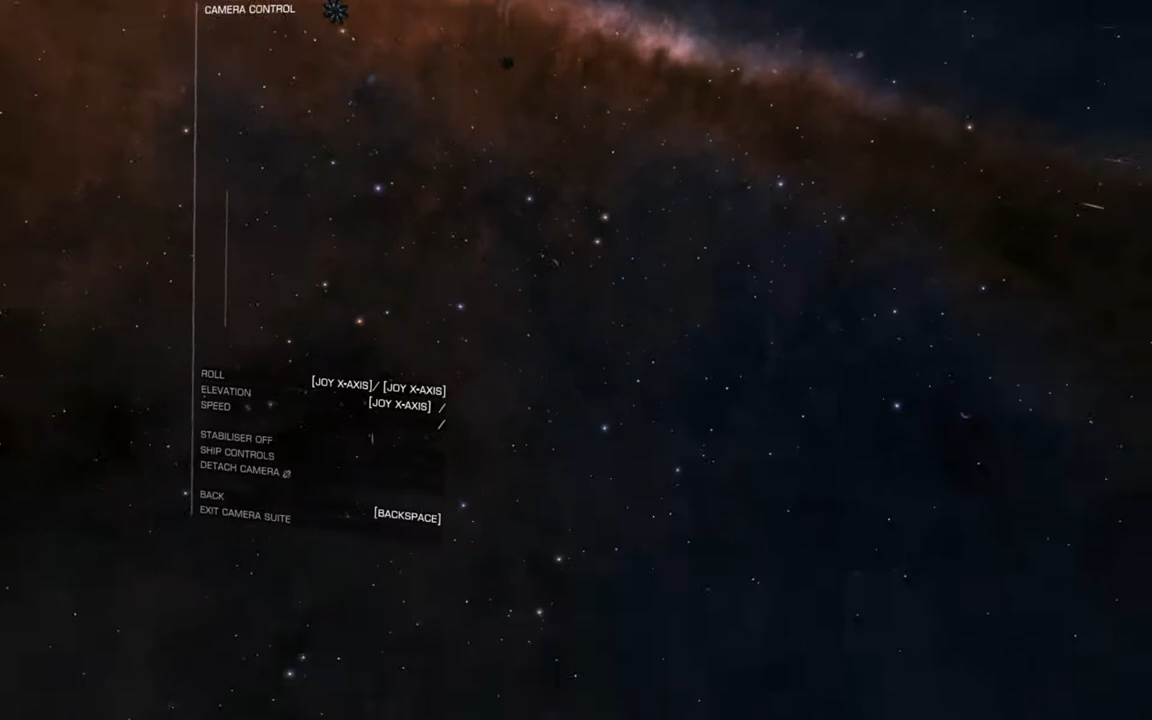 CAMERA CONTROL
ROLL [JOY X-AXIS]/ [JOY X-AXIS]
ELEVATION [JOY X-AXIS] /
SPEED /
STABILISER OFF
SHIP CONTROLS
DETACH CAMERA
BACK
EXIT CAMERA SUITE [BACKSPACE]